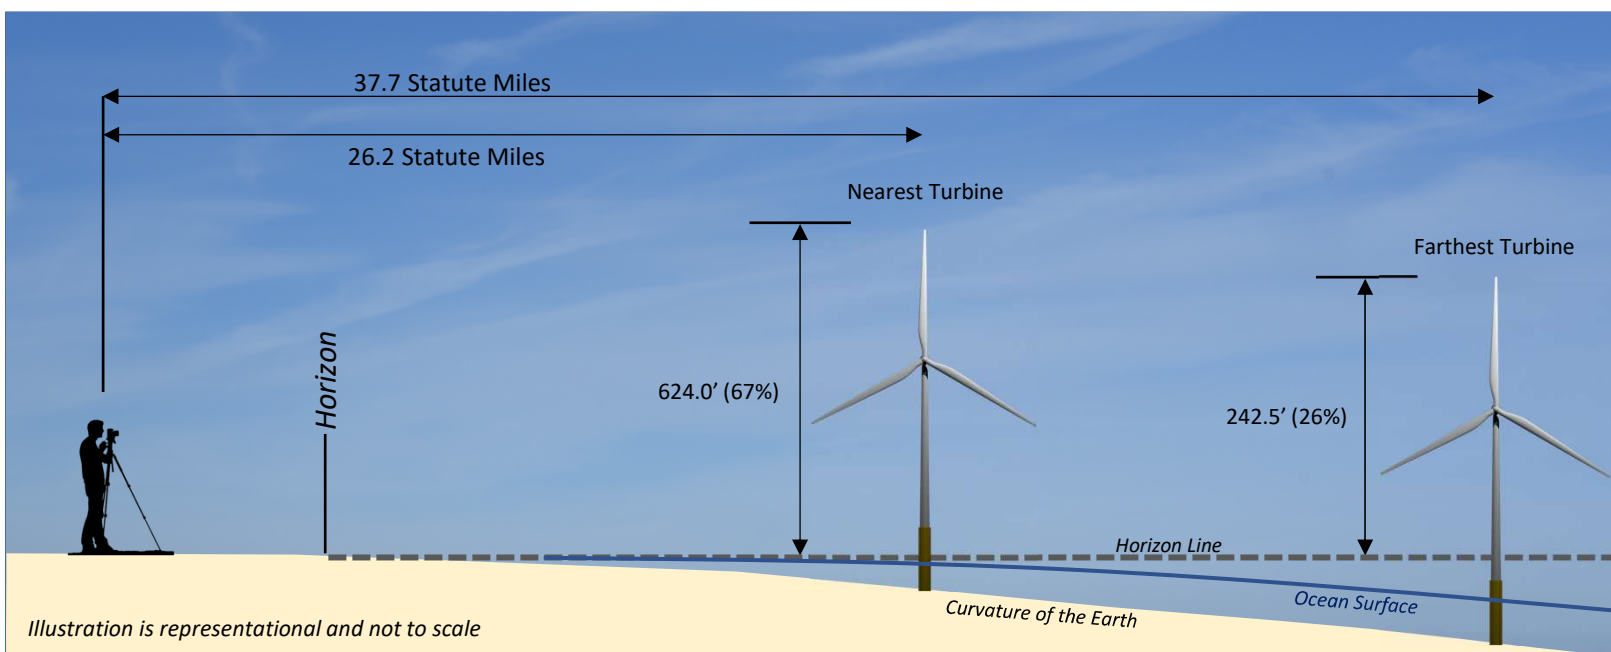 37.7 Statute Miles
26.2 Statute Miles
Nearest Turbine
Farthest Turbine
Horizon
624.0’ (67%)
242.5’ (26%)
Horizon Line
Ocean Surface
Curvature of the Earth
Illustration is representational and not to scale